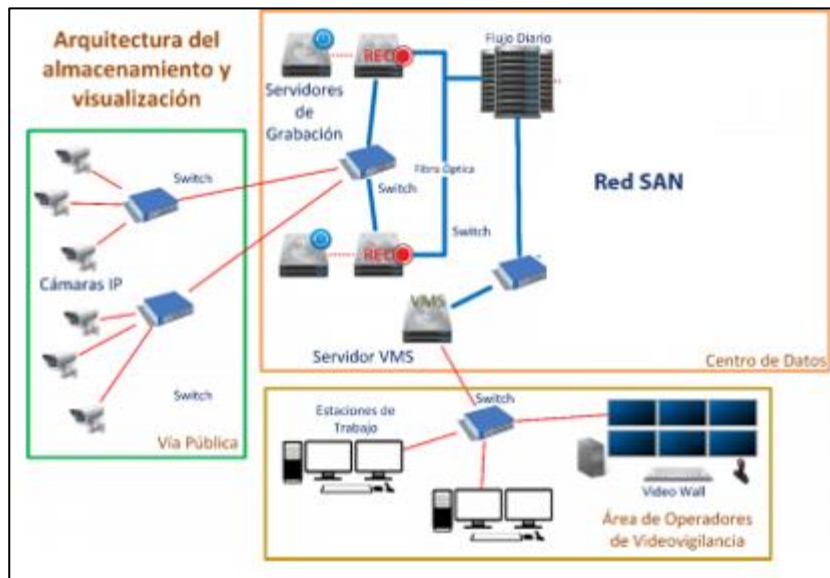 Arquitectura del
almacenamiento y
visualización
Switch
Cámaras IP
Switch
Vía Pública
REC
Servidores
de
Grabación
Switch
REC
Fibra Óptica
Flujo Diario
Red SAN
Switch
VMS
Servidor VMS
Centro de Datos
Switch
Estaciones de
Trabajo
Video Wall
Área de Operadores
de Videovigilancia